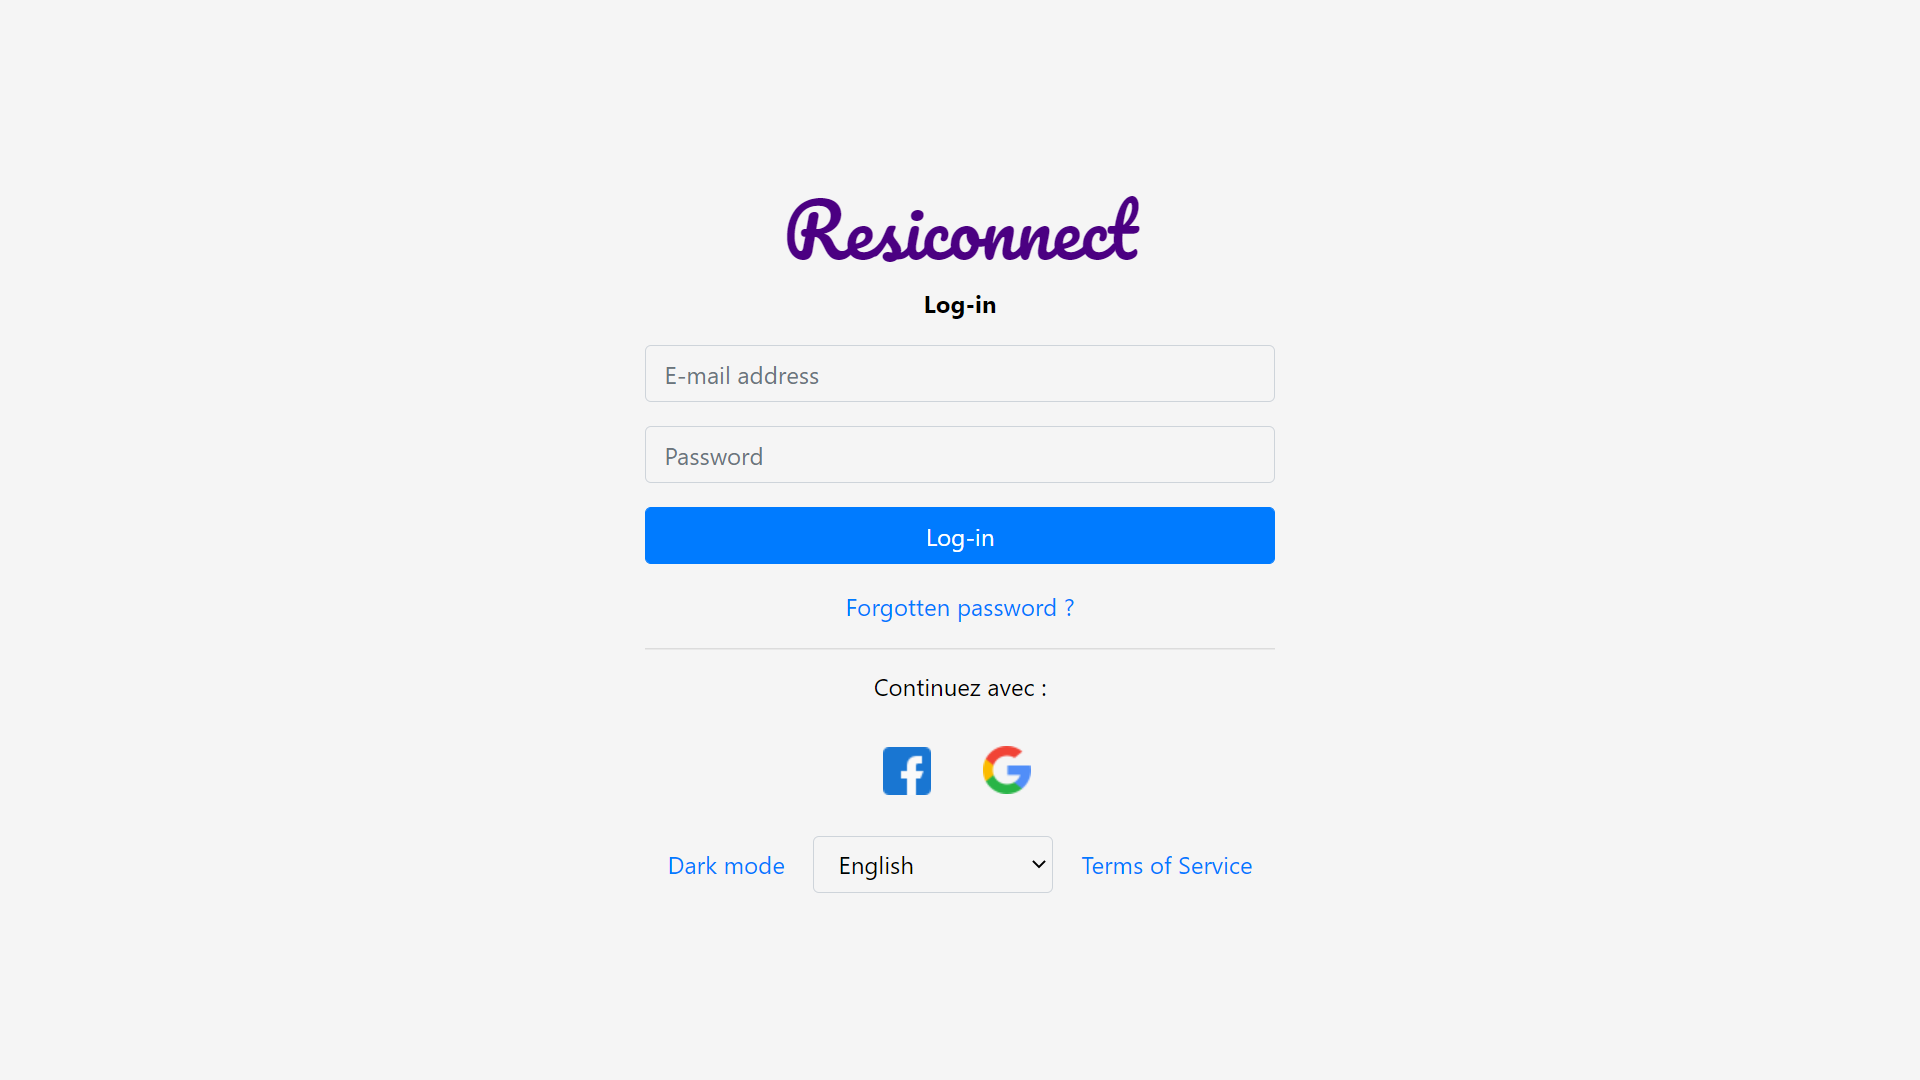 Resiconnect
Log-in
E-mail address
Password
Log-in
Forgotten password ?
Continuez avec :
Dark mode English Terms of Service